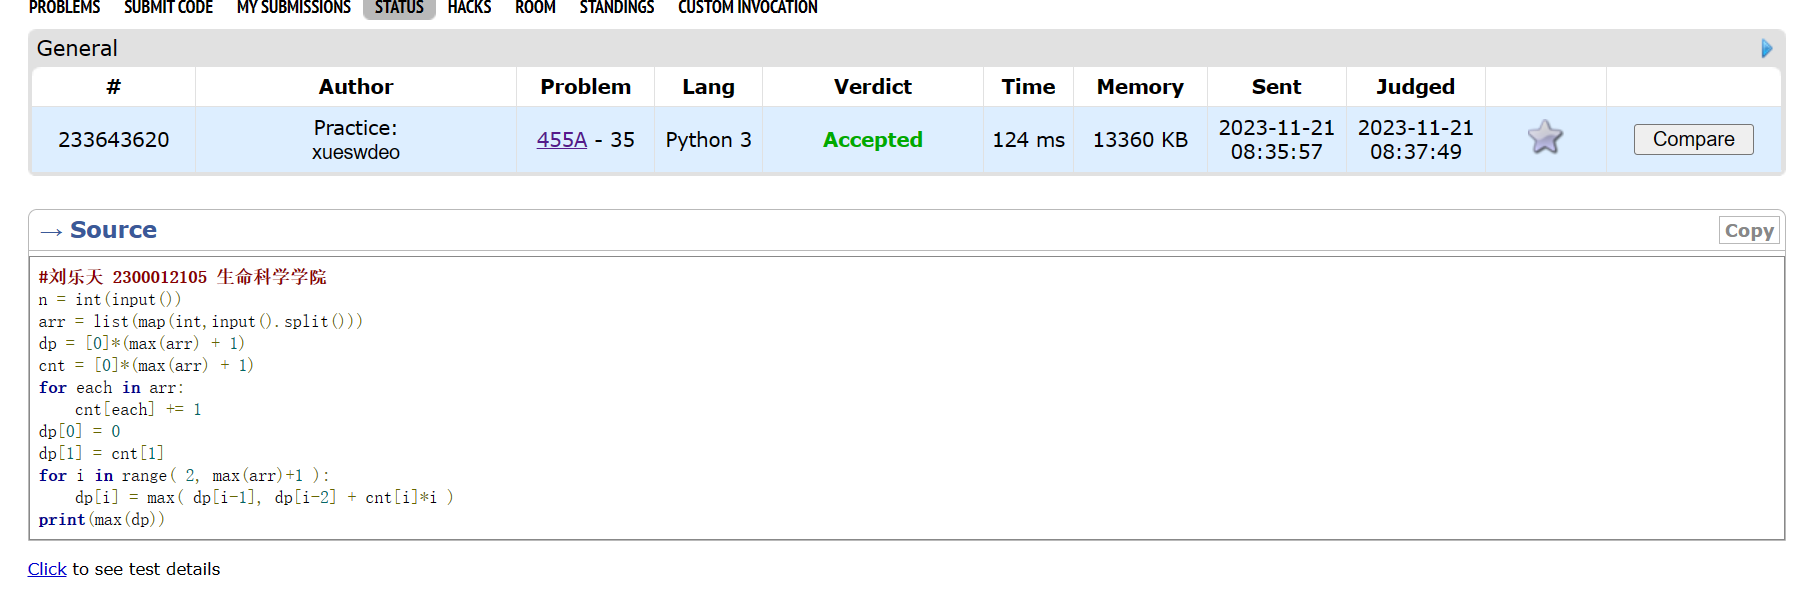 PROBLEMS SUBMIT CODE MY SUBMISSIONS STATUS HACKS ROOM STANDINGS CUSTOM INVOCATION
General
# Author Problem Lang Verdict Time Memory Sent Judged
233643620 Practice: xueswdeo 455A - 35 Python 3 Accepted 124 ms 13360 KB 2023-11-21 08:35:57 2023-11-21 08:37:49 Compare
→ Source Copy
#刘乐天 2300012105 生命科学学院
n = int(input())
arr = list(map(int,input().split()))
dp = [0]*(max(arr) + 1)
cnt = [0]*(max(arr) + 1)
for each in arr:
    cnt[each] += 1
dp[0] = 0
dp[1] = cnt[1]
for i in range( 2, max(arr)+1 ):
    dp[i] = max( dp[i-1], dp[i-2] + cnt[i]*i )
print(max(dp))
Click to see test details